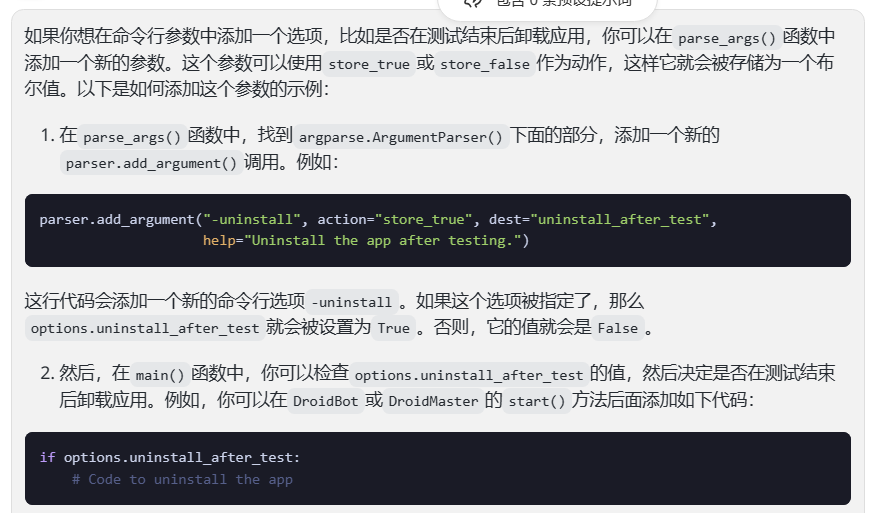 包含 0 条预设提示词
如果你想在命令行参数中添加一个选项，比如是否在测试结束后卸载应用，你可以在 parse_args() 函数中
添加一个新的参数。这个参数可以使用 store_true 或 store_false 作为动作，这样它就会被存储为一个布
尔值。以下是如何添加这个参数的示例：
1. 在 parse_args() 函数中，找到 argparse.ArgumentParser() 下面的部分，添加一个新的
parser.add_argument() 调用。例如：
parser.add_argument("-uninstall", action="store_true", dest="uninstall_after_test",
help="Uninstall the app after testing.")
这行代码会添加一个新的命令行选项 -uninstall 。如果这个选项被指定了，那么
options.uninstall_after_test 就会被设置为 True 。否则，它的值就会是 False 。
2. 然后，在 main() 函数中，你可以检查 options.uninstall_after_test 的值，然后决定是否在测试结束
后卸载应用。例如，你可以在 DroidBot 或 DroidMaster 的 start() 方法后面添加如下代码：
if options.uninstall_after_test:
# Code to uninstall the app